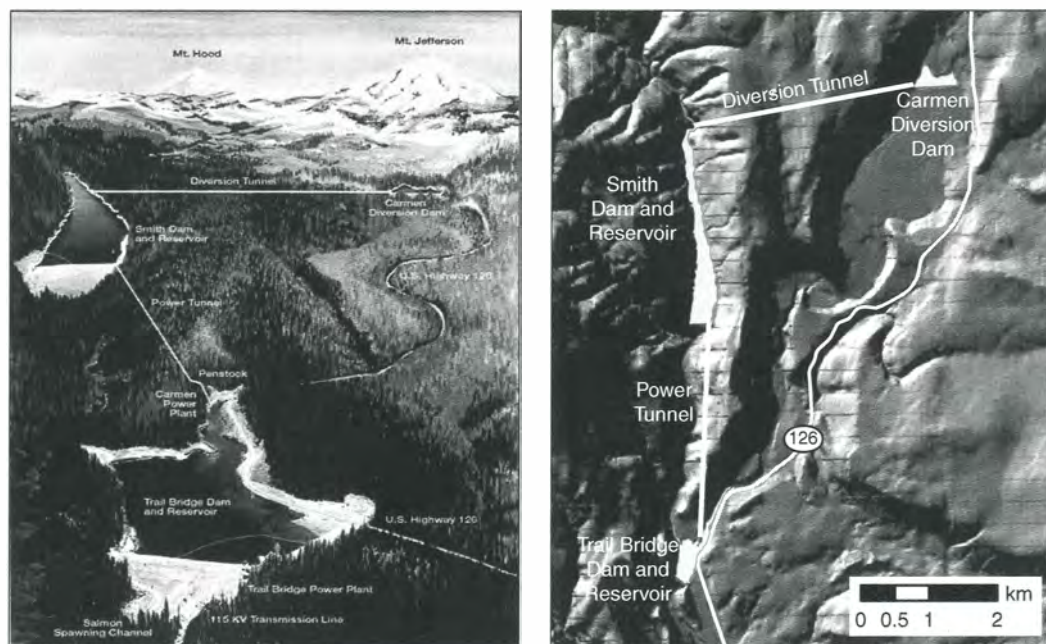 Mt. Hood
Mt. Jefferson
Diversion Tunnel
Carmen
Diversion Dam
Smith Dam
and Reservoir
U.S. Highway 126
Power Tunnel
Penstock
Carmen
Power
Plant
Trail Bridge Dam
and Reservoir
U.S. Highway 126
Trail Bridge Power Plant
Salmon
Spawning Channel
115 KV Transmission Line
Diversion Tunnel
Carmen
Diversion
Dam
Smith
Dam and
Reservoir
Power
Tunnel
126
Trail Bridge
Dam and
Reservoir
0 0.5 1 2 km